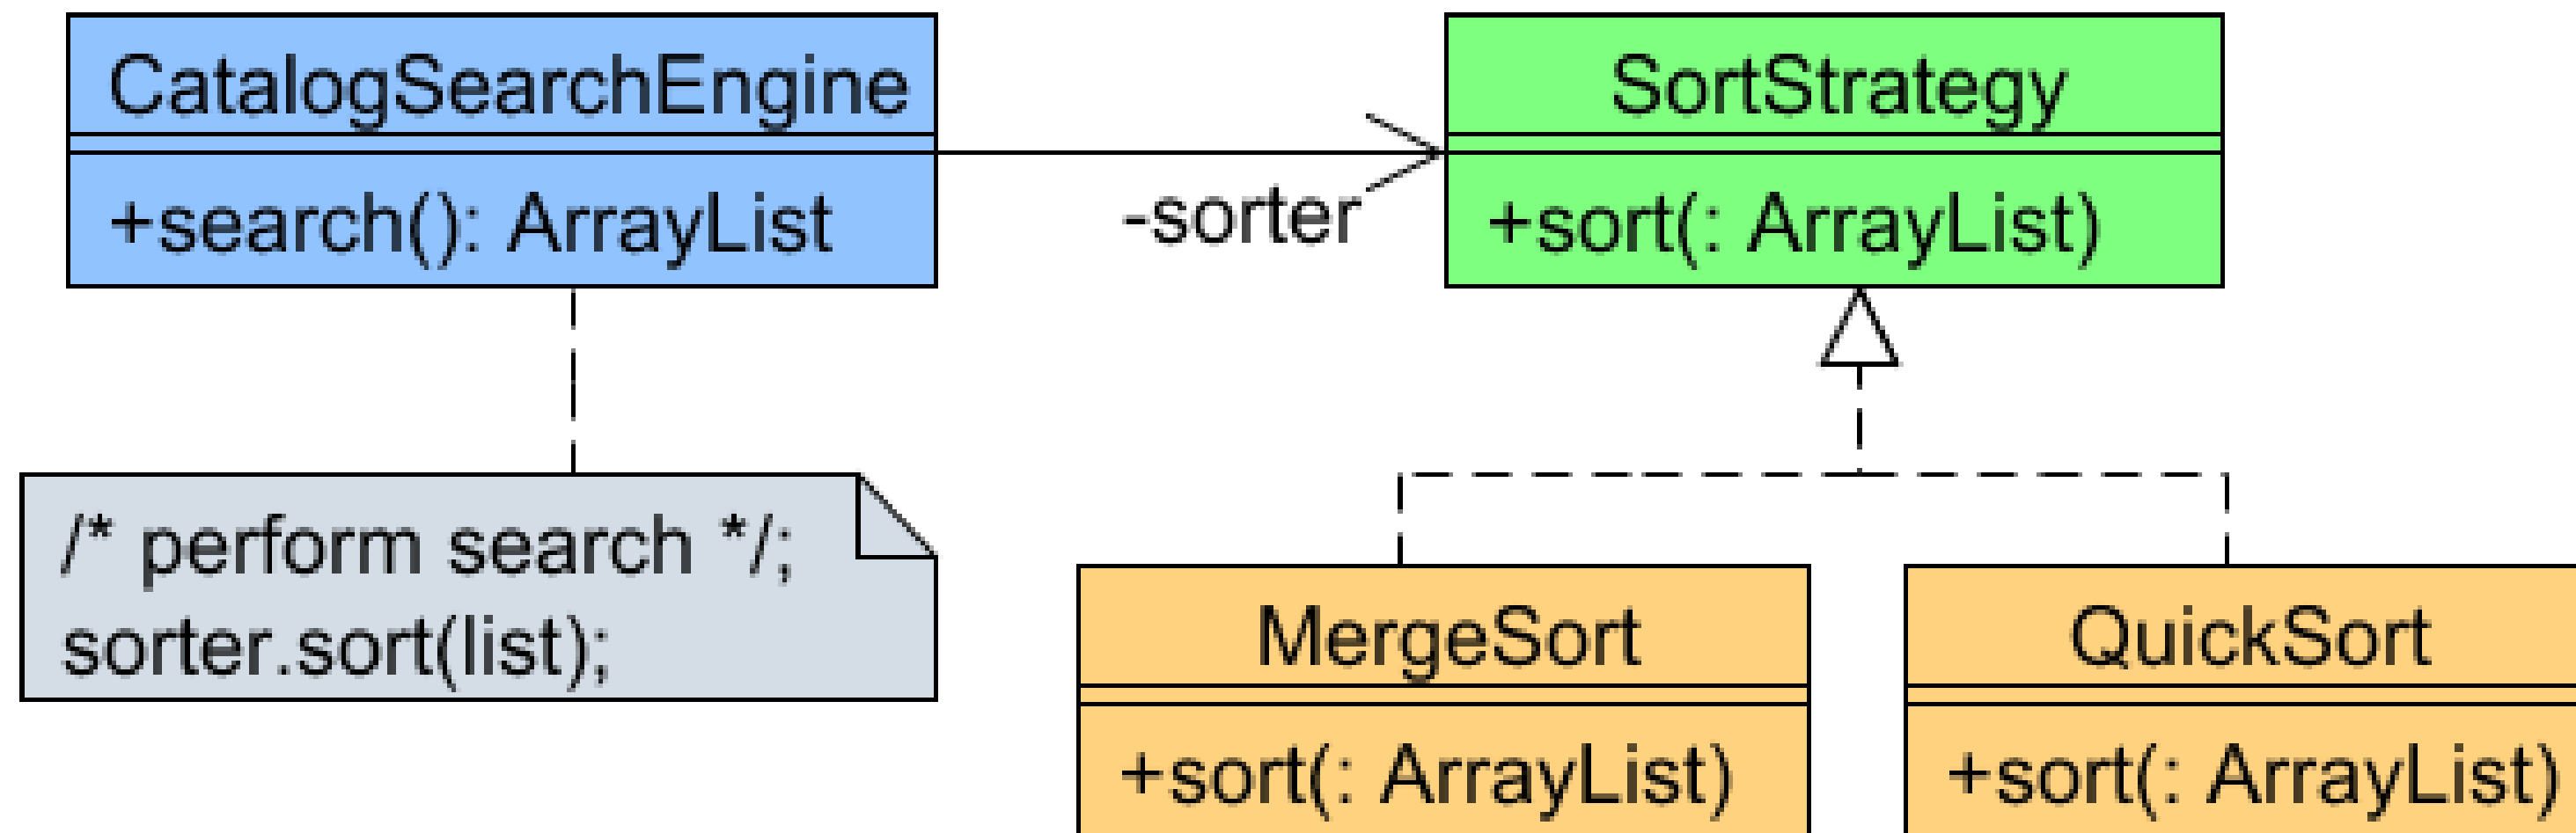 CatalogSearchEngine
+search(): ArrayList
-sorter
SortStrategy
+sort(: ArrayList)
/* perform search */;
sorter.sort(list);
MergeSort
+sort(: ArrayList)
QuickSort
+sort(: ArrayList)